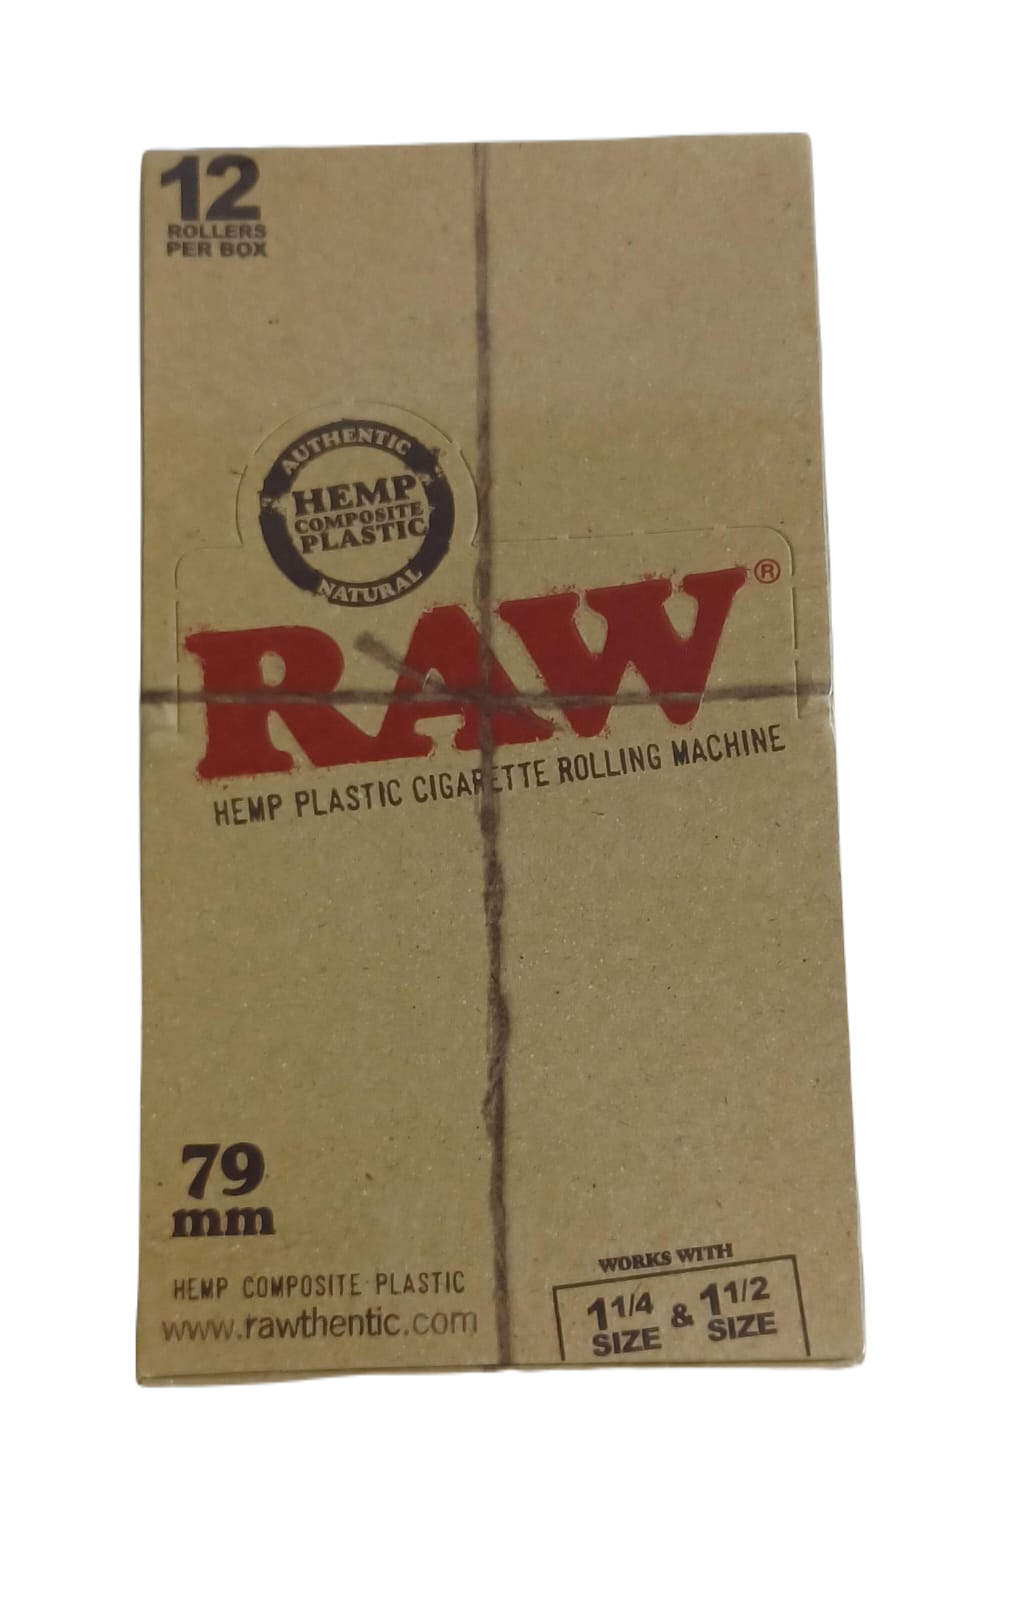 12
ROLLERS
PER BOX
AUTHENTIC
HEMP
COMPOSITE
PLASTIC
NATURAL
RAW®
HEMP PLASTIC CIGARETTE ROLLING MACHINE
79
mm
HEMP COMPOSITE PLASTIC
www.rawthentic.com
WORKS WITH
1 1/4 & 1 1/2
SIZE SIZE